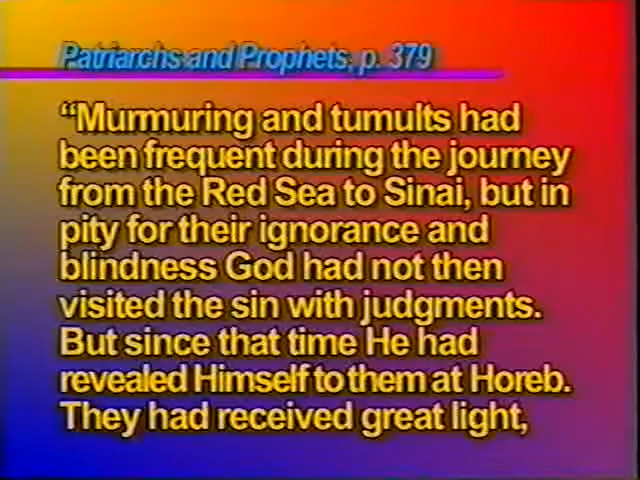 Patriarchs and Prophets, p. 379
“Murmuring and tumults had
been frequent during the journey
from the Red Sea to Sinai, but in
pity for their ignorance and
blindness God had not then
visited the sin with judgments.
But since that time He had
revealed Himself to them at Horeb.
They had received great light,